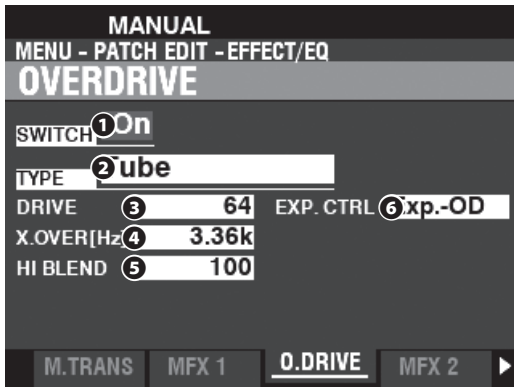 MANUAL
MENU - PATCH EDIT - EFFECT/EQ
OVERDRIVE
SWITCH 1 On
TYPE 2 Tube
DRIVE 3 64 EXP. CTRL 6 Exp.-OD
X.OVER[Hz] 4 3.36k
HI BLEND 5 100
M.TRANS MFX 1 O.DRIVE MFX 2